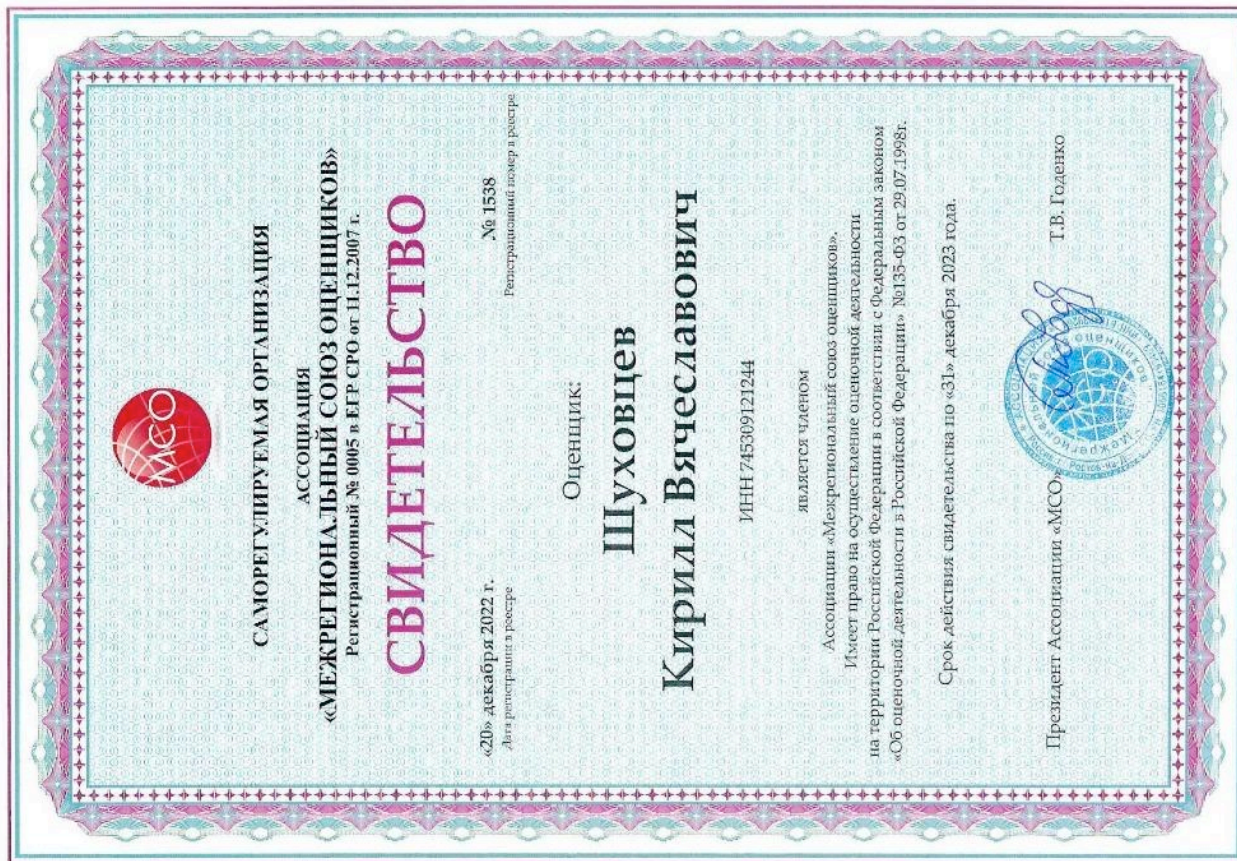 МСО
САМОРЕГУЛИРУЕМАЯ ОРГАНИЗАЦИЯ
АССОЦИАЦИЯ
«МЕЖРЕГИОНАЛЬНЫЙ СОЮЗ ОЦЕНЩИКОВ»
Регистрационный № 0005 в ЕГР СРО от 11.12.2007 г.
СВИДЕТЕЛЬСТВО
«20» декабря 2022 г. № 1538
Дата регистрации в реестре Регистрационный номер в реестре
Оценщик:
Шуховцев
Кирилл Вячеславович
ИНН 745309121244
является членом
Ассоциации «Межрегиональный союз оценщиков».
Имеет право на осуществление оценочной деятельности
на территории Российской Федерации в соответствии с Федеральным законом
«Об оценочной деятельности в Российской Федерации» №135-ФЗ от 29.07.1998г.
Срок действия свидетельства по «31» декабря 2023 года.
Президент Ассоциации «МСО» Т.В. Годенко